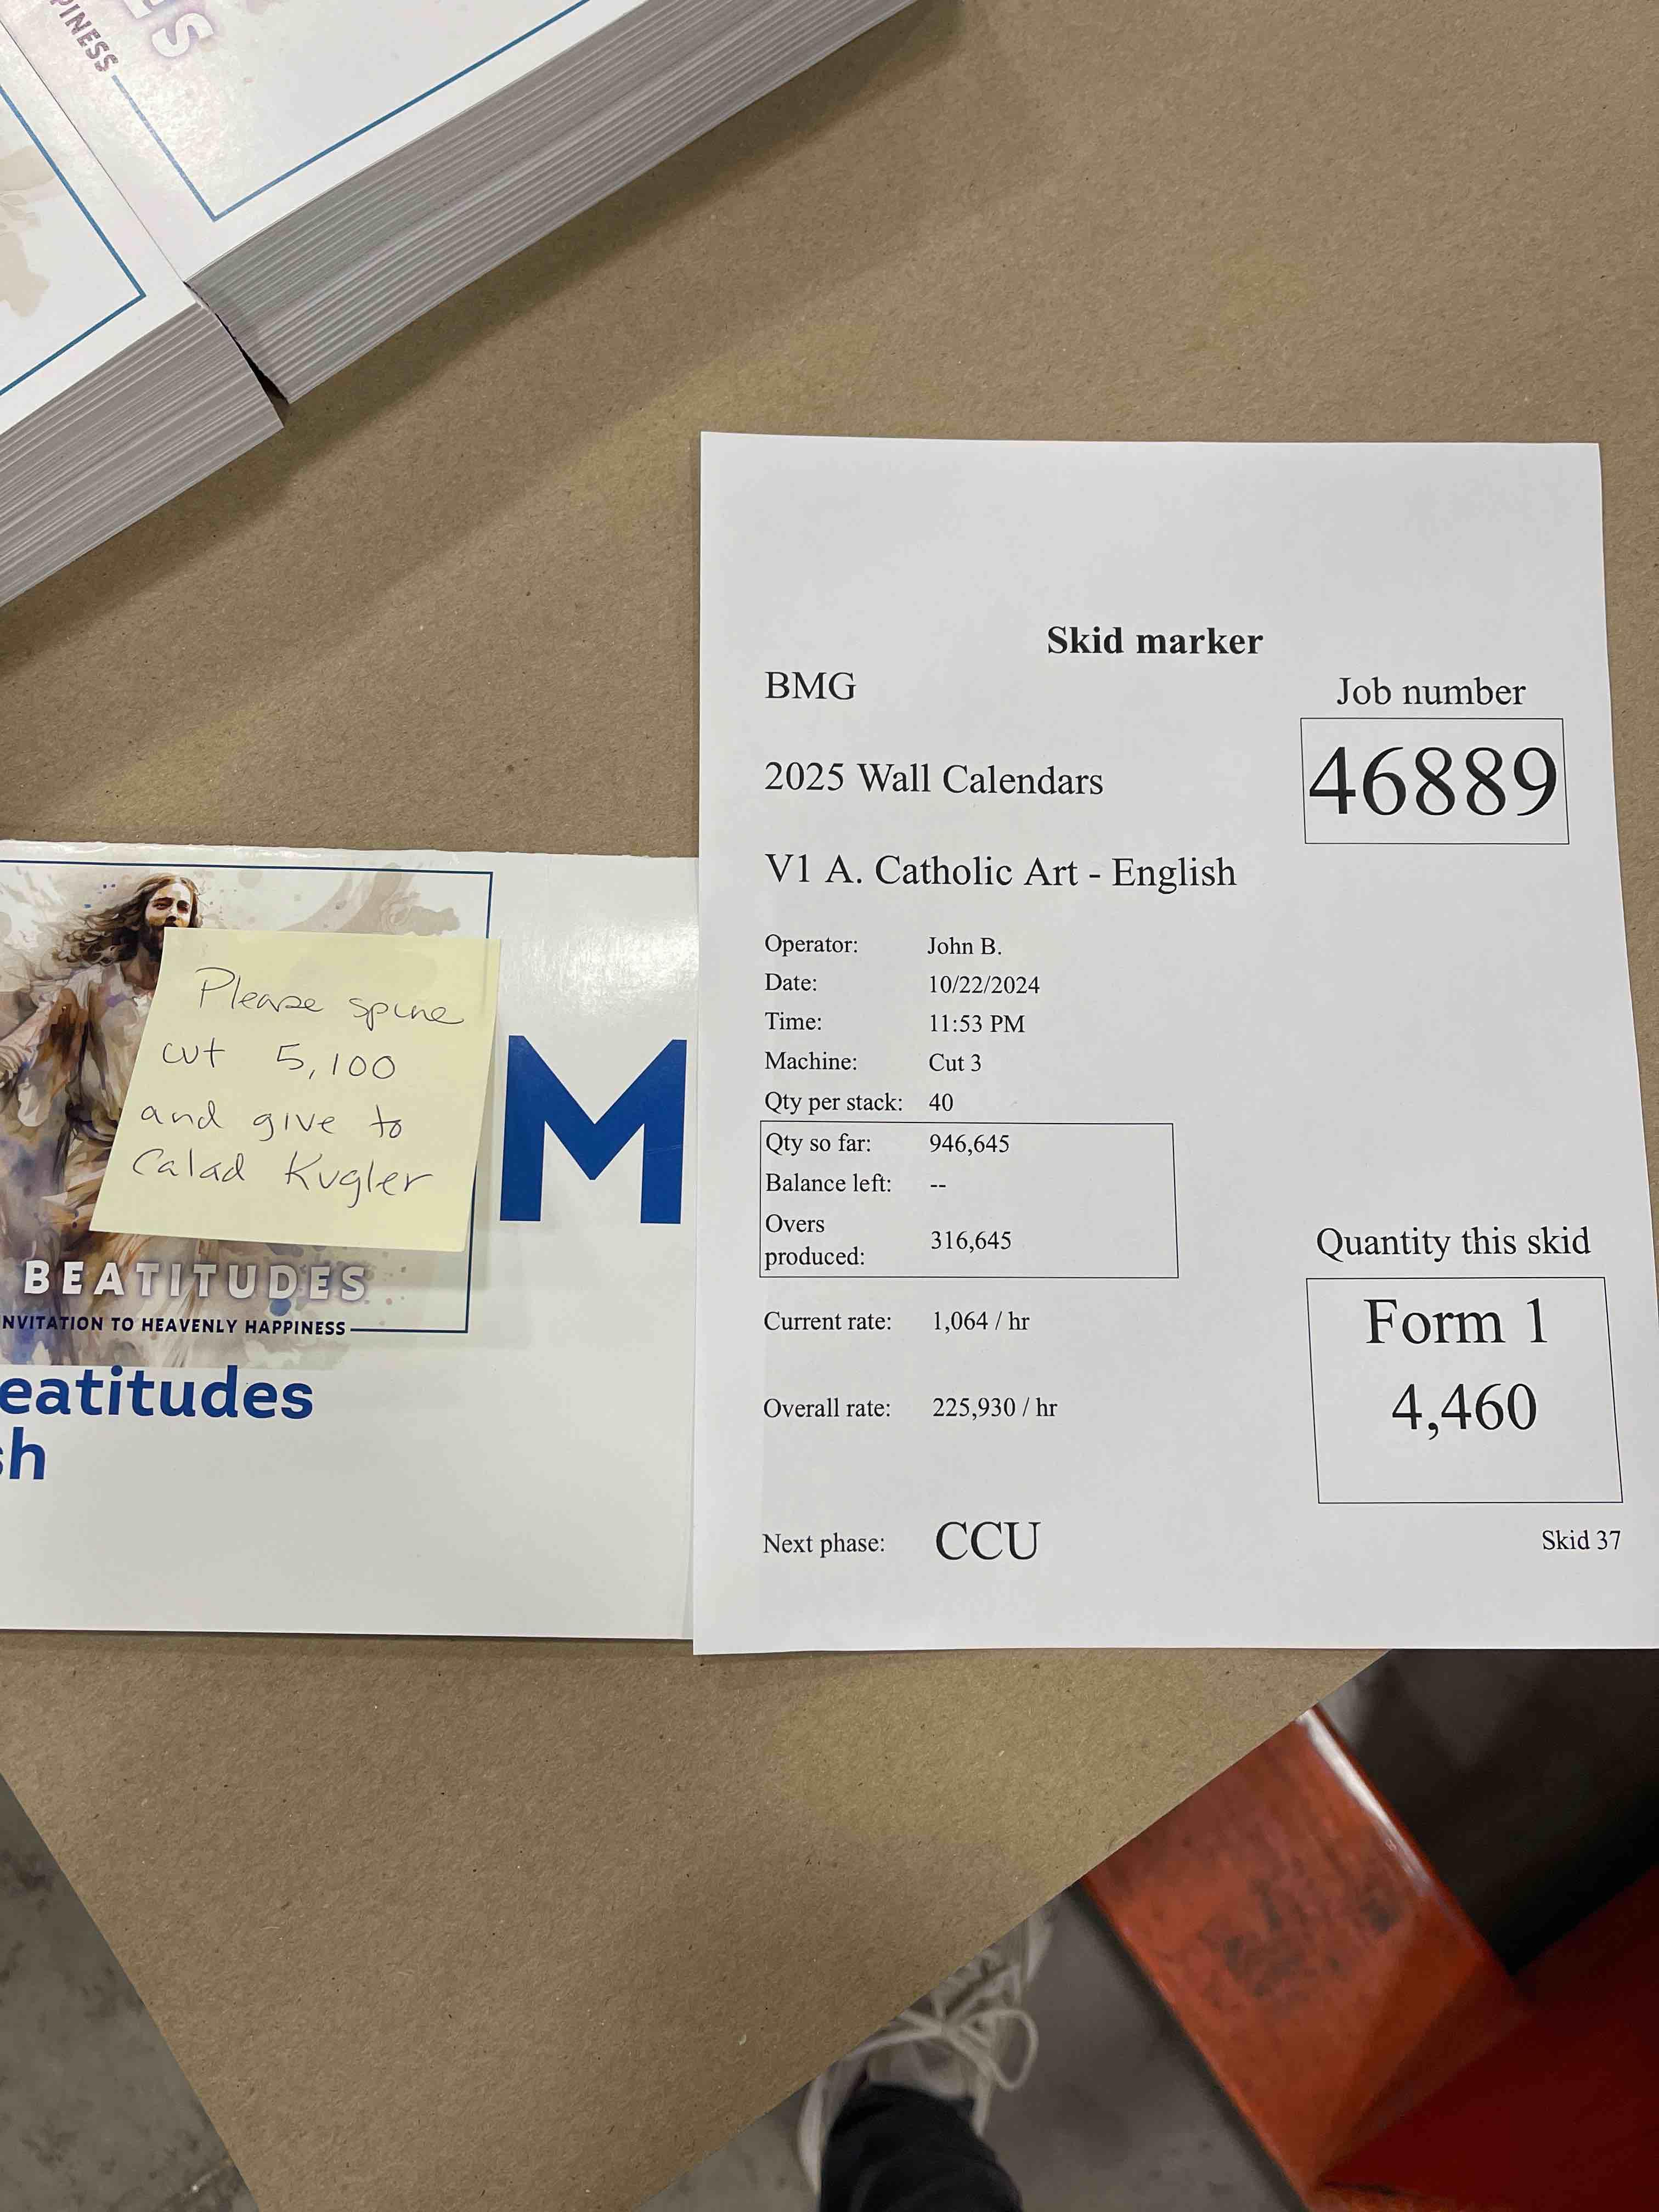 PINESS
Skid marker
BMG
Job number
46889
2025 Wall Calendars
V1 A. Catholic Art - English
Operator: John B.
Date: 10/22/2024
Time: 11:53 PM
Machine: Cut 3
Qty per stack: 40
Qty so far: 946,645
Balance left: --
Overs
produced: 316,645
Current rate: 1,064 / hr
Overall rate: 225,930 / hr
Next phase: CCU
Quantity this skid
Form 1
4,460
Skid 37
Please spine
cut 5,100
and give to
Calad Kugler
M
BEATITUDES
NVITATION TO HEAVENLY HAPPINESS
eatitudes
sh